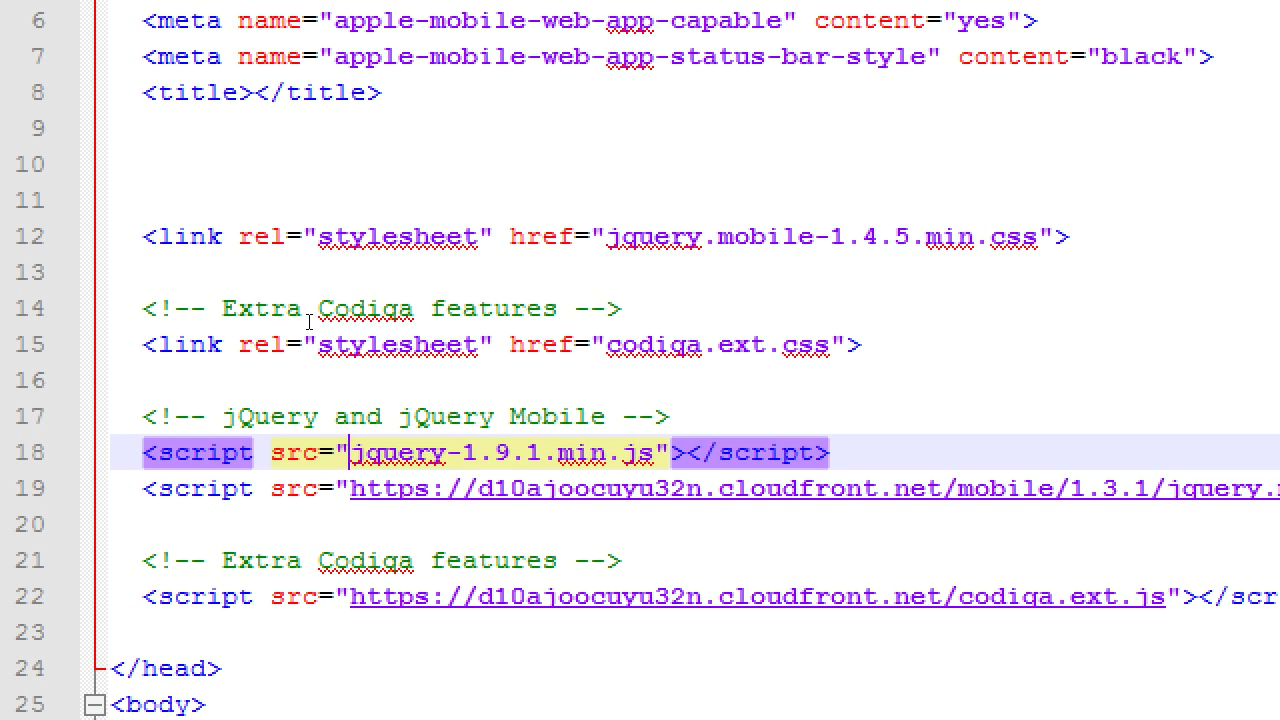 6 <meta name="apple-mobile-web-app-capable" content="yes">
7 <meta name="apple-mobile-web-app-status-bar-style" content="black">
8 <title></title>
9
10
11
12 <link rel="stylesheet" href="jquery.mobile-1.4.5.min.css">
13
14 <!-- Extra Codiqa features -->
15 <link rel="stylesheet" href="codiqa.ext.css">
16
17 <!-- jQuery and jQuery Mobile -->
18 <script src="jquery-1.9.1.min.js"></script>
19 <script src="https://d10ajoocuyu32n.cloudfront.net/mobile/1.3.1/jquery.
20
21 <!-- Extra Codiqa features -->
22 <script src="https://d10ajoocuyu32n.cloudfront.net/codiqa.ext.js"></scr
23
24 </head>
25 <body>